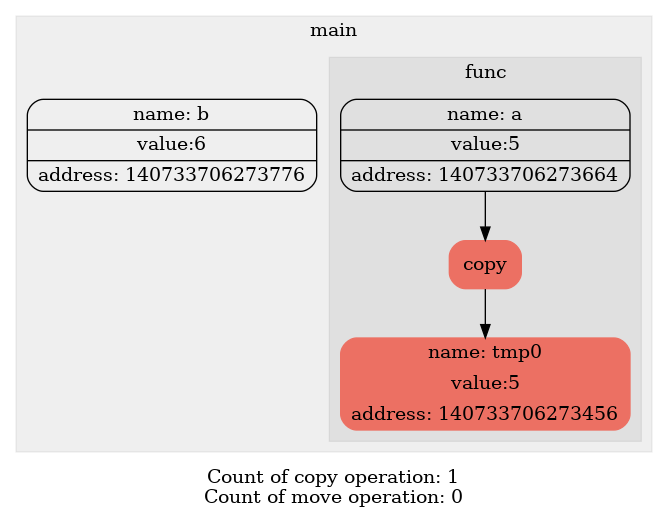 main
func
name: b
value:6
address: 140733706273776
name: a
value:5
address: 140733706273664
copy
name: tmp0
value:5
address: 140733706273456
Count of copy operation: 1
Count of move operation: 0